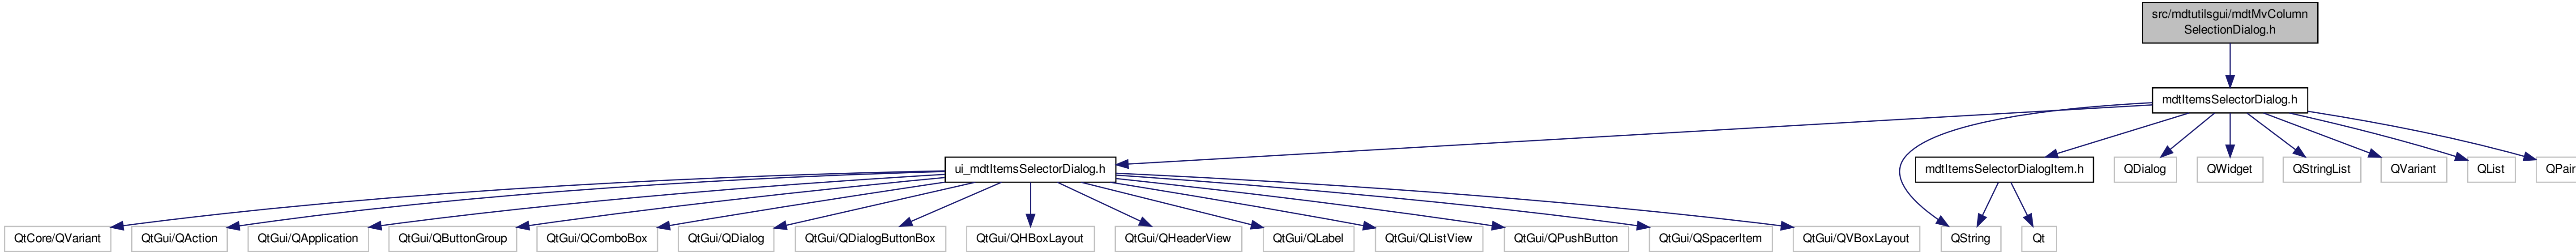 src/mdtutilsgui/mdtMvColumn
SelectionDialog.h
mdtItemsSelectorDialog.h
ui_mdtItemsSelectorDialog.h
mdtItemsSelectorDialogItem.h
QDialog
QWidget
QStringList
QVariant
QList
QPair
QtCore/QVariant
QtGui/QAction
QtGui/QApplication
QtGui/QButtonGroup
QtGui/QComboBox
QtGui/QDialog
QtGui/QDialogButtonBox
QtGui/QHBoxLayout
QtGui/QHeaderView
QtGui/QLabel
QtGui/QListView
QtGui/QPushButton
QtGui/QSpacerItem
QtGui/QVBoxLayout
QString
Qt